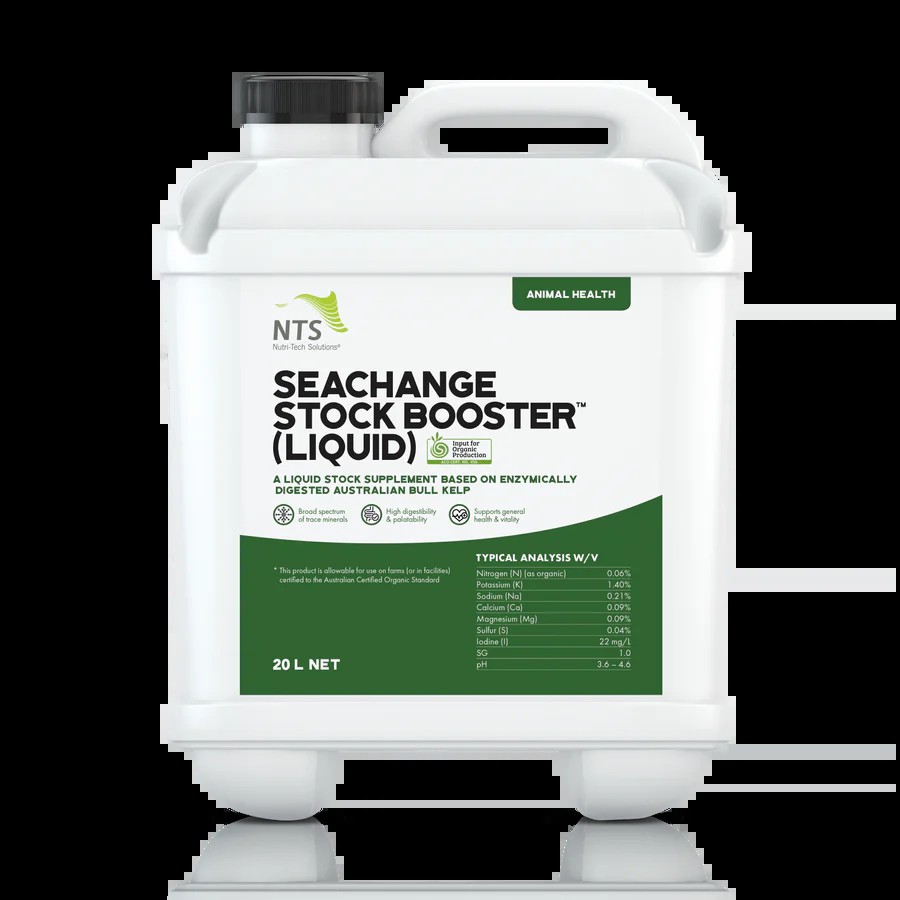 ANIMAL HEALTH
NTS
Nutri-Tech Solutions®
SEACHANGE
STOCK BOOSTER™
(LIQUID)
Input for
Organic
Production
A LIQUID STOCK SUPPLEMENT BASED ON ENZYMICALLY
DIGESTED AUSTRALIAN BULL KELP
Broad spectrum
of trace minerals
High digestibility
& palatability
Supports general
health & vitality
* This product is allowable for use on farms (or in facilities)
certified to the Australian Certified Organic Standard
20 L NET
TYPICAL ANALYSIS W/V
Nitrogen (N) (as organic) 0.06%
Potassium (K) 1.40%
Sodium (Na) 0.21%
Calcium (Ca) 0.09%
Magnesium (Mg) 0.09%
Sulfur (S) 0.04%
Iodine (I) 22 mg/L
SG 1.0
pH 3.6 – 4.6